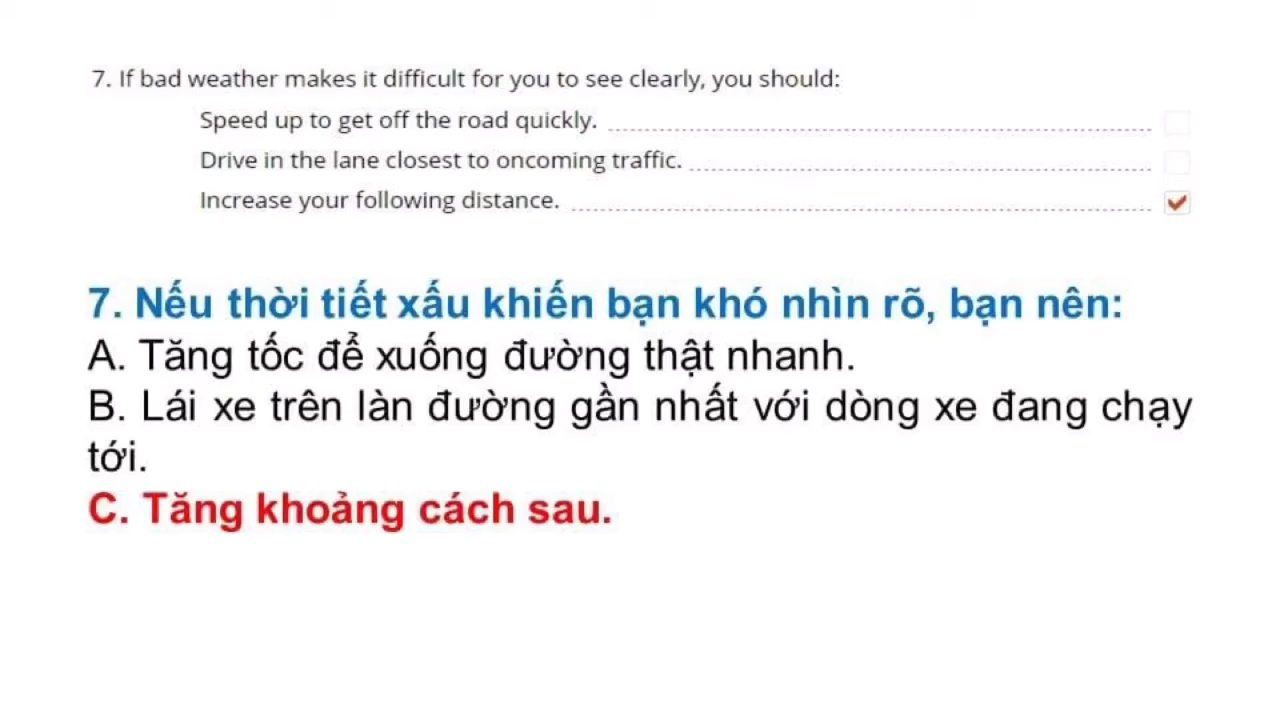 7. If bad weather makes it difficult for you to see clearly, you should:
Speed up to get off the road quickly.
Drive in the lane closest to oncoming traffic.
Increase your following distance.
7. Nếu thời tiết xấu khiến bạn khó nhìn rõ, bạn nên:
A. Tăng tốc để xuống đường thật nhanh.
B. Lái xe trên làn đường gần nhất với dòng xe đang chạy
tới.
C. Tăng khoảng cách sau.